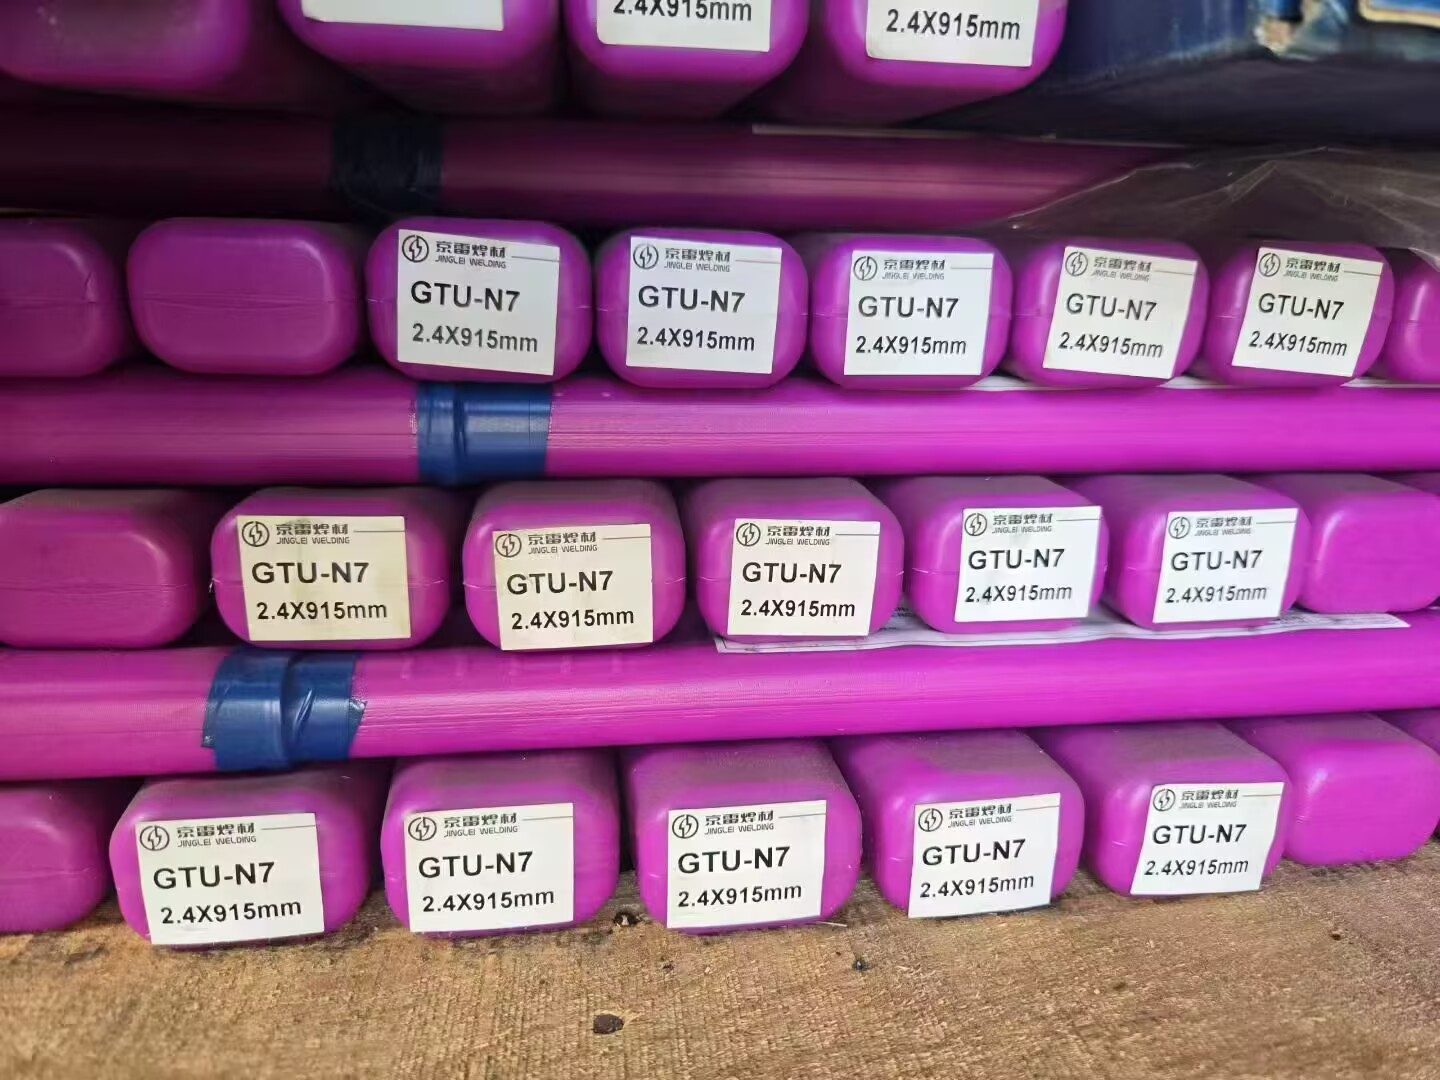 2.4X915mm
2.4X915mm
京雷焊材
JINGLEI WELDING
GTU-N7
2.4X915mm
京雷焊材
JINGLEI WELDING
GTU-N7
2.4X915mm
京雷焊材
JINGLEI WELDING
GTU-N7
2.4X915mm
京雷焊材
JINGLEI WELDING
GTU-N7
2.4X915mm
京雷焊材
JINGLEI WELDING
GTU-N7
2.4X915mm
京雷焊材
JINGLEI WELDING
GTU-N7
2.4X915mm
京雷焊材
JINGLEI WELDING
GTU-N7
2.4X915mm
京雷焊材
JINGLEI WELDING
GTU-N7
2.4X915mm
京雷焊材
JINGLEI WELDING
GTU-N7
2.4X915mm
京雷焊材
JINGLEI WELDING
GTU-N7
2.4X915mm
京雷焊材
JINGLEI WELDING
GTU-N7
2.4X915mm
京雷焊材
JINGLEI WELDING
GTU-N7
2.4X915mm
京雷焊材
JINGLEI WELDING
GTU-N7
2.4X915mm
京雷焊材
JINGLEI WELDING
GTU-N7
2.4X915mm
京雷焊材
JINGLEI WELDING
GTU-N7
2.4X915mm